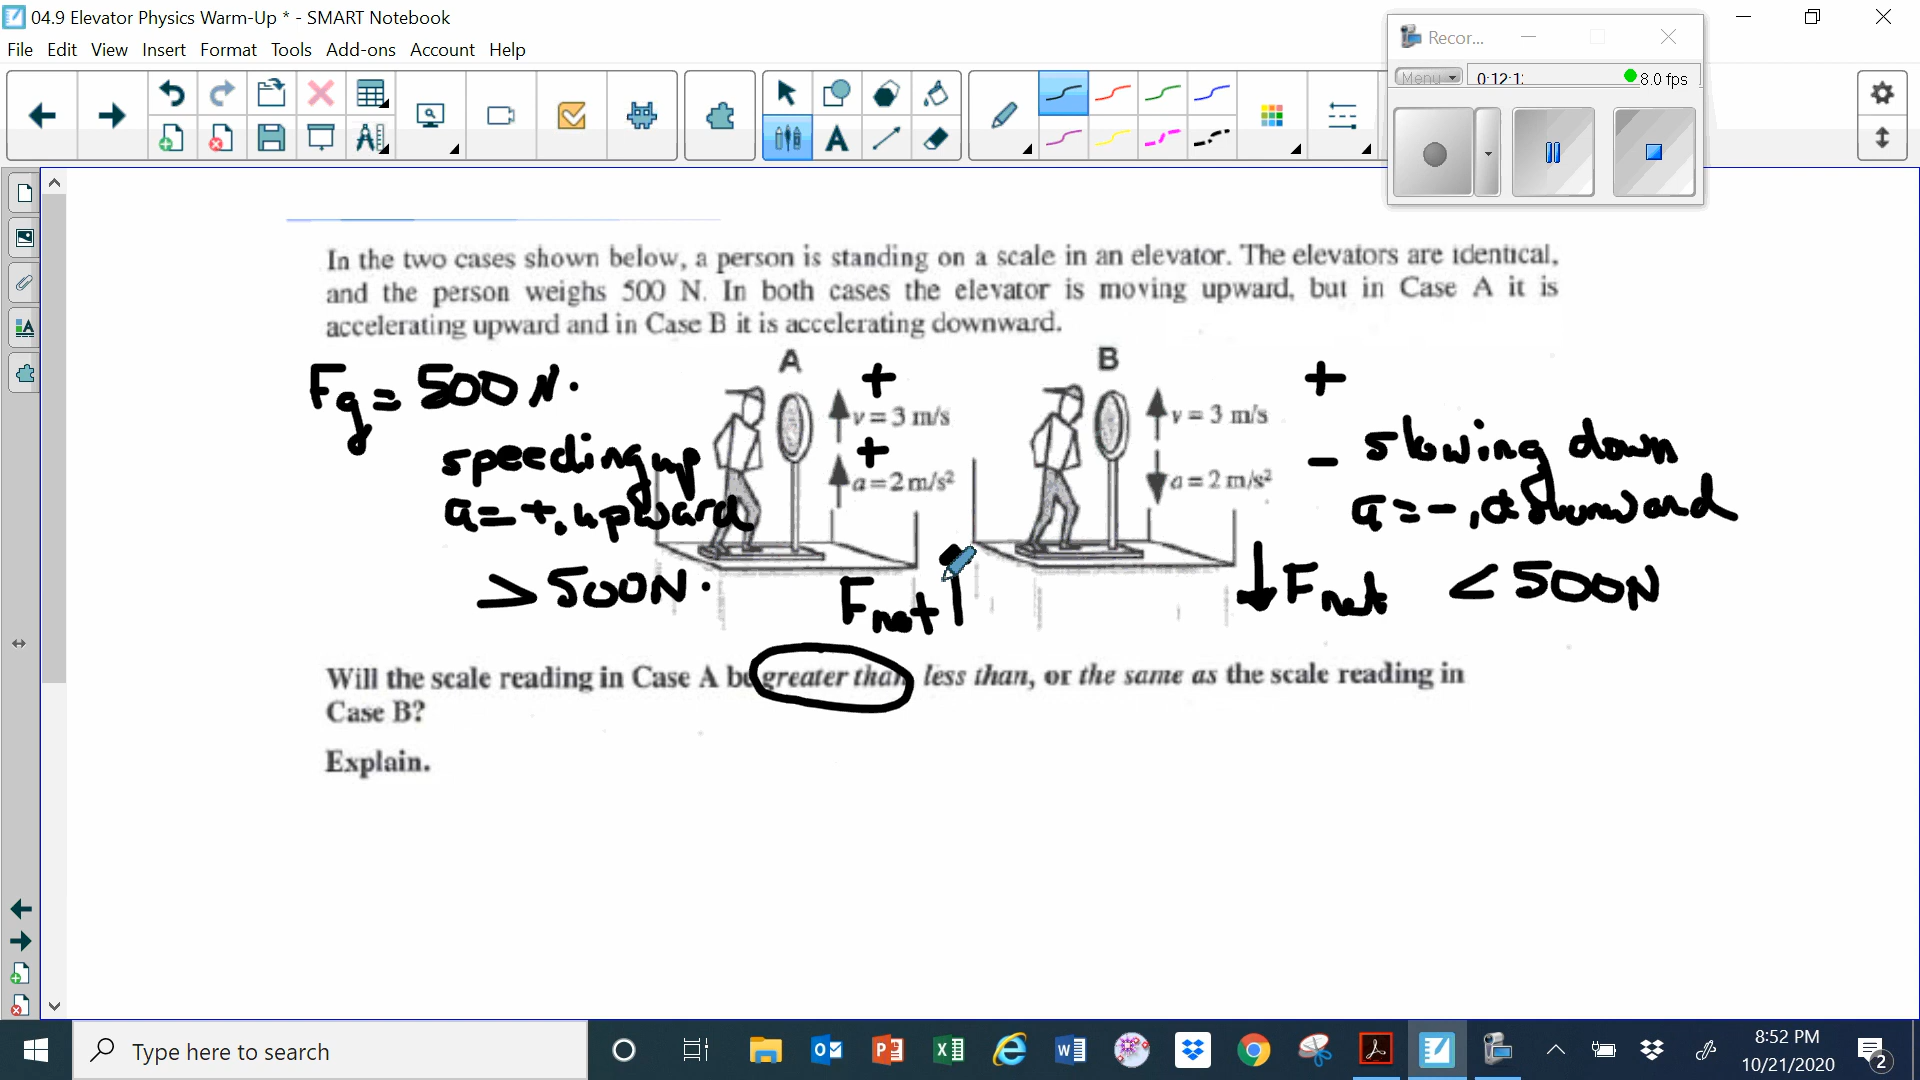 04.9 Elevator Physics Warm-Up * - SMART Notebook
File Edit View Insert Format Tools Add-ons Account Help
Recor...
Menu
0:12:1
8.0 fps
In the two cases shown below, a person is standing on a scale in an elevator. The elevators are identical,
and the person weighs 500 N. In both cases the elevator is moving upward, but in Case A it is
accelerating upward and in Case B it is accelerating downward.
A
B
Fg = 500 N.
+
v = 3 m/s
+
a = 2 m/s²
speeding up
a = +, upward
> 500N.
Fnet
v = 3 m/s
a = 2 m/s²
+
- slowing down
a = -, downward
Fnet < 500N
Will the scale reading in Case A be greater than, less than, or the same as the scale reading in
Case B?
Explain.
Type here to search
8:52 PM
10/21/2020
2